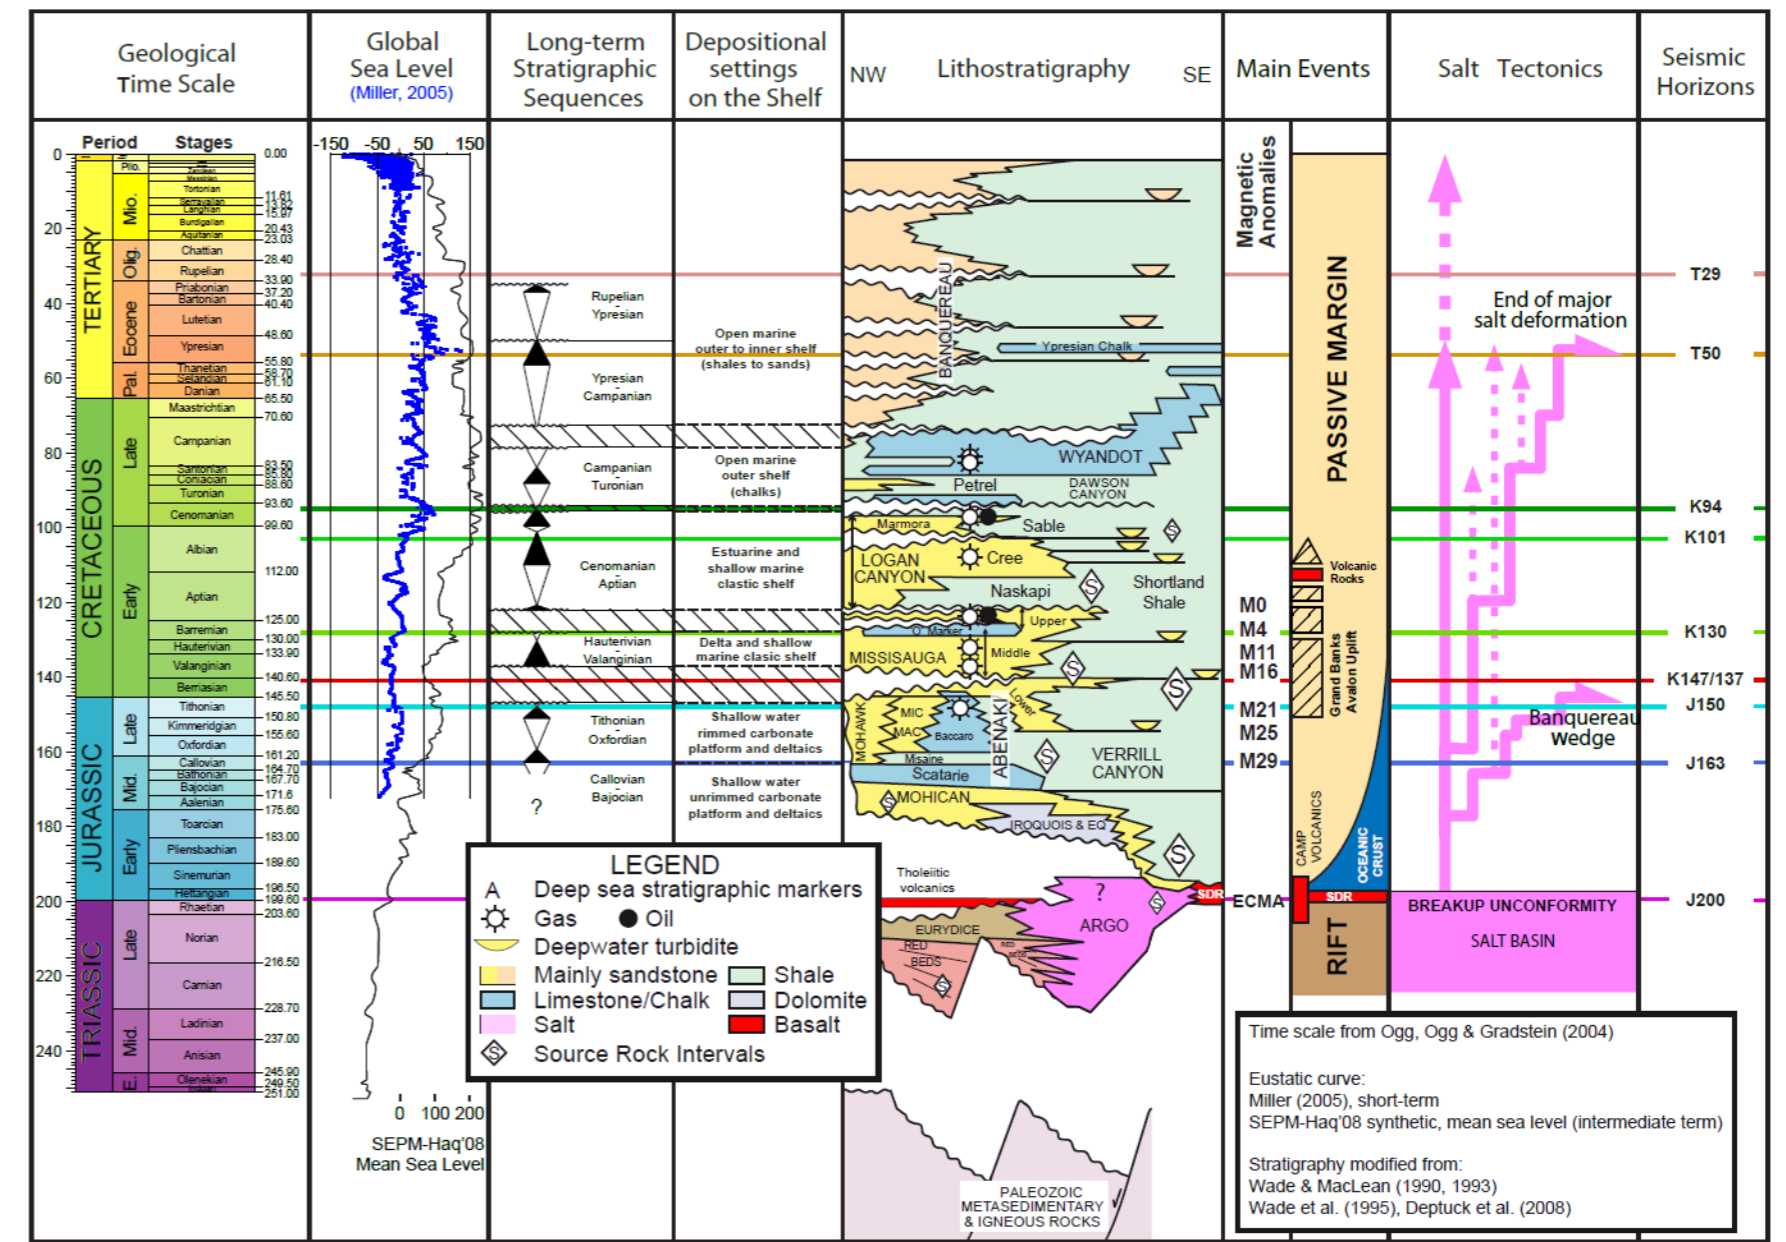 Geological
Time Scale
Global
Sea Level
(Miller, 2005)
Long-term
Stratigraphic
Sequences
Depositional
settings
on the Shelf
NW
Lithostratigraphy
SE
Main Events
Salt Tectonics
Seismic
Horizons
Period
Stages
0
20
40
60
80
100
120
140
160
180
200
220
240
TERTIARY
CRETACEOUS
JURASSIC
TRIASSIC
Plio.
Mio.
Olig.
Eocene
Pal.
Late
Early
Late
Mid.
Early
Late
Mid.
E.
Zanclean
Messinian
Tortonian
Serravalian
Langhian
Burdigalian
Aquitanian
Chattian
Rupelian
Priabonian
Bartonian
Lutetian
Ypresian
Thanetian
Selandian
Danian
Maastrichtian
Campanian
Santonian
Coniacian
Turonian
Cenomanian
Albian
Aptian
Barremian
Hauterivian
Valanginian
Berriasian
Tithonian
Kimmeridgian
Oxfordian
Callovian
Bathonian
Bajocian
Aalenian
Toarcian
Pliensbachian
Sinemurian
Hettangian
Rhaetian
Norian
Carnian
Ladinian
Anisian
Olenekian
0.00
11.61
13.82
15.97
20.43
23.03
28.40
33.90
37.20
40.40
48.60
55.80
58.70
61.10
65.50
70.60
83.50
85.80
88.60
93.60
99.60
112.00
125.00
130.00
133.90
140.60
145.50
150.80
155.60
161.20
164.70
167.70
171.6
175.60
183.00
189.60
196.50
199.60
203.60
216.50
228.70
237.00
245.90
249.50
251.00
-150 -50 50 150
0 100 200
SEPM-Haq'08
Mean Sea Level
Rupelian
-
Ypresian
Ypresian
-
Campanian
Campanian
-
Turonian
Cenomanian
-
Aptian
Hauterivian
-
Valanginian
Tithonian
-
Oxfordian
Callovian
-
Bajocian
?
Open marine
outer to inner shelf
(shales to sands)
Open marine
outer shelf
(chalks)
Estuarine and
shallow marine
clastic shelf
Delta and shallow
marine clasic shelf
Shallow water
rimmed carbonate
platform and deltaics
Shallow water
unrimmed carbonate
platform and deltaics
BANQUEREAU
Ypresian Chalk
WYANDOT
Petrel
DAWSON
CANYON
Marmora
Sable
S
LOGAN
CANYON
Cree
Naskapi
S
Shortland
Shale
Upper
O' Marker
MISSISAUGA
Middle
S
S
Lower
MOHAWK
MIC
MAC
Baccaro
ABENAKI
Misaine
Scatarie
S
VERRILL
CANYON
S
MOHICAN
IROQUOIS & EQ
S
Tholeiitic
volcanics
?
S
SDR
ARGO
EURYDICE
RED
BEDS
RED
BEDS
S
PALEOZOIC
METASEDIMENTARY
& IGNEOUS ROCKS
LEGEND
A Deep sea stratigraphic markers
Gas
Oil
Deepwater turbidite
Mainly sandstone
Shale
Limestone/Chalk
Dolomite
Salt
Basalt
S Source Rock Intervals
Magnetic
Anomalies
M0
M4
M11
M16
M21
M25
M29
ECMA
PASSIVE MARGIN
Volcanic
Rocks
Grand Banks
Avalon Uplift
CAMP
VOLCANICS
OCEANIC
CRUST
SDR
RIFT
End of major
salt deformation
Banquereau
Wedge
BREAKUP UNCONFORMITY
SALT BASIN
T29
T50
K94
K101
K130
K147/137
J150
J163
J200
Time scale from Ogg, Ogg & Gradstein (2004)
Eustatic curve:
Miller (2005), short-term
SEPM-Haq'08 synthetic, mean sea level (intermediate term)
Stratigraphy modified from:
Wade & MacLean (1990, 1993)
Wade et al. (1995), Deptuck et al. (2008)